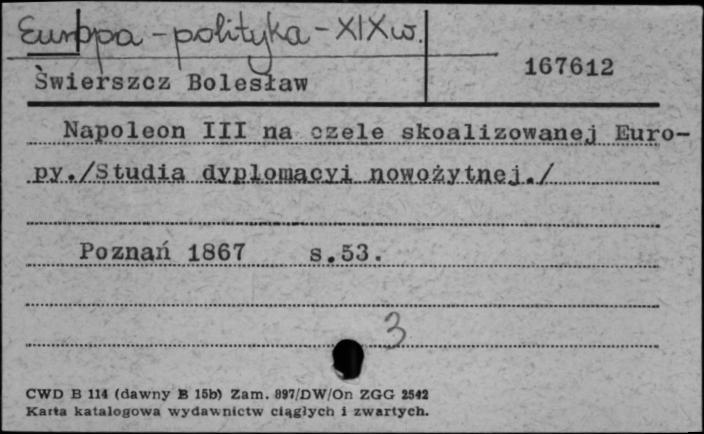 Europa - polityka - XIX w.
Świerszcz Bolesław 167612
Napoleon III na czele skoalizowanej Euro-
py./Studia dyplomacyi nowożytnej./
Poznań 1867 s.53.
3
CWD B 114 (dawny B 15b) Zam. 897/DW/On ZGG 2542
Karta katalogowa wydawnictw ciągłych i zwartych.